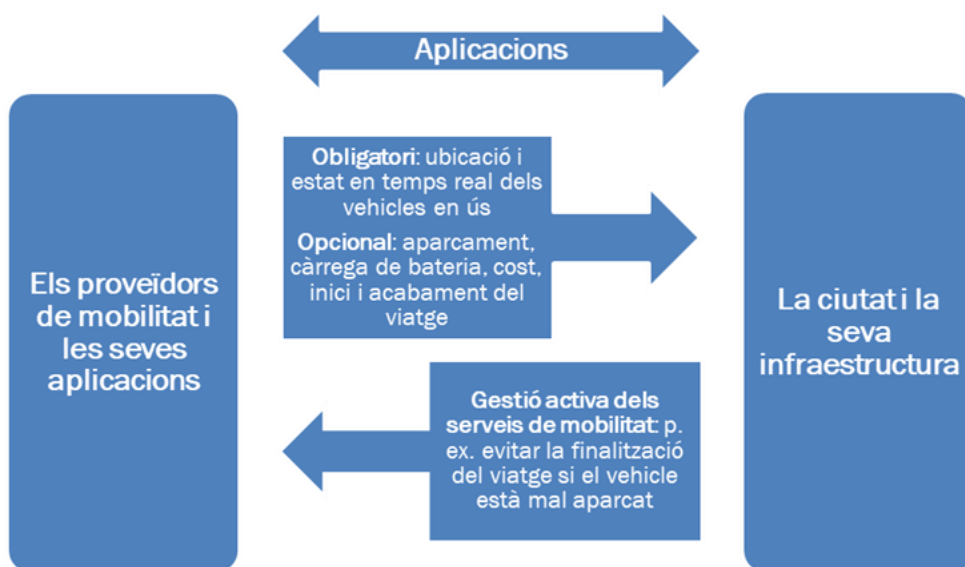 Aplicacions
Els proveïdors
de mobilitat i
les seves
aplicacions
Obligatori: ubicació i
estat en temps real dels
vehicles en ús
Opcional: aparcament,
càrrega de bateria, cost,
inici i acabament del
viatge
Gestió activa dels
serveis de mobilitat: p.
ex. evitar la finalització
del viatge si el vehicle
està mal aparcat
La ciutat i la
seva
infraestructura